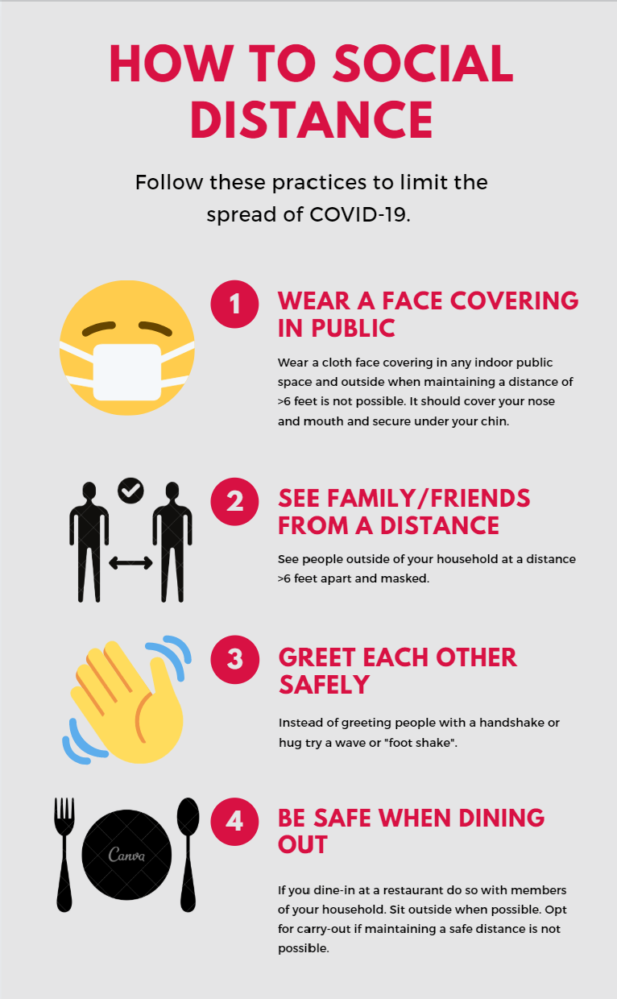 HOW TO SOCIAL
DISTANCE
Follow these practices to limit the
spread of COVID-19.
1
WEAR A FACE COVERING
IN PUBLIC
Wear a cloth face covering in any indoor public
space and outside when maintaining a distance of
>6 feet is not possible. It should cover your nose
and mouth and secure under your chin.
2
SEE FAMILY/FRIENDS
FROM A DISTANCE
See people outside of your household at a distance
>6 feet apart and masked.
3
GREET EACH OTHER
SAFELY
Instead of greeting people with a handshake or
hug try a wave or "foot shake".
Canva
4
BE SAFE WHEN DINING
OUT
If you dine-in at a restaurant do so with members
of your household. Sit outside when possible. Opt
for carry-out if maintaining a safe distance is not
possible.